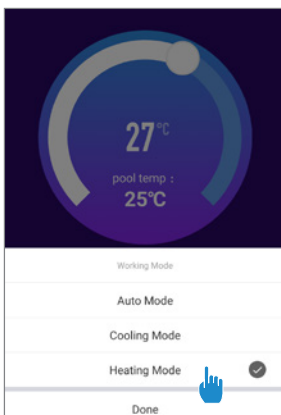 27°C
pool temp :
25°C
Working Mode
Auto Mode
Cooling Mode
Heating Mode
Done